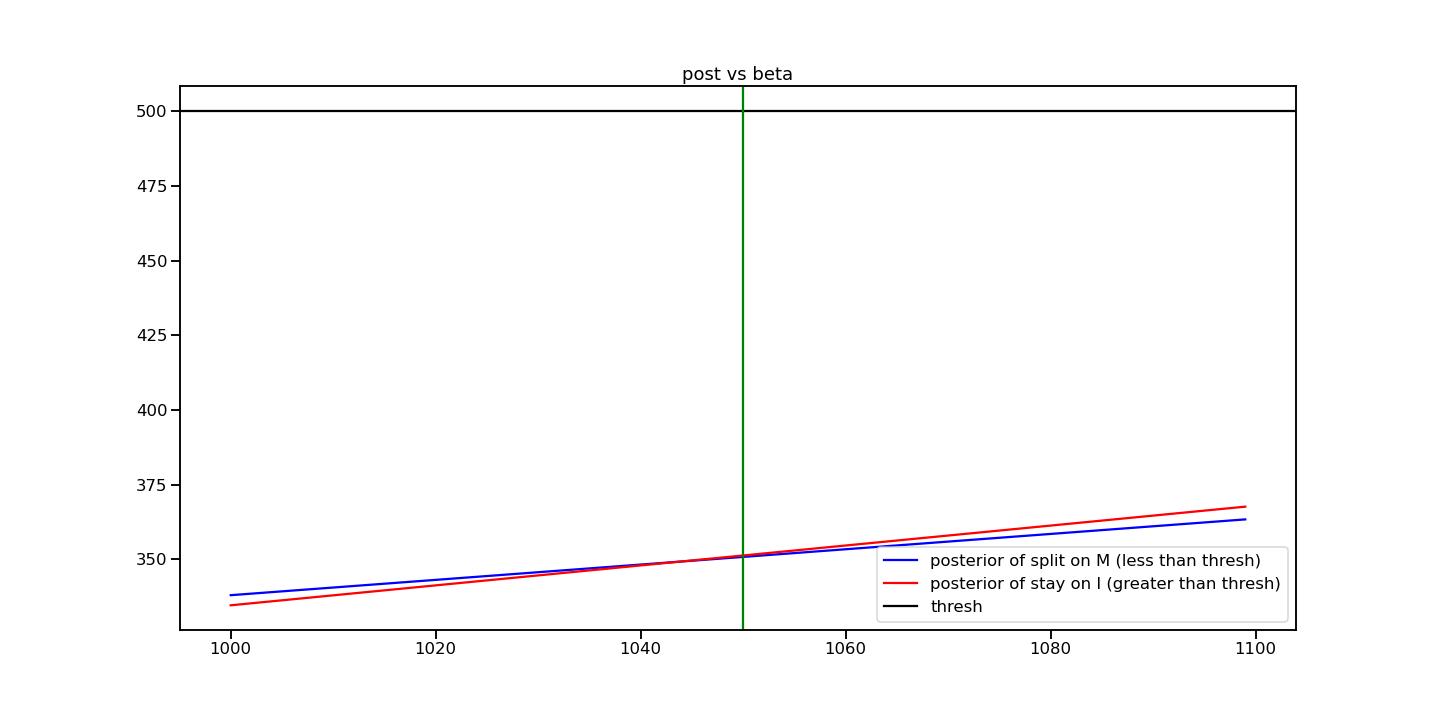 post vs beta
500
475
450
425
400
375
350
posterior of split on M (less than thresh)
posterior of stay on I (greater than thresh)
thresh
1000 1020 1040 1060 1080 1100